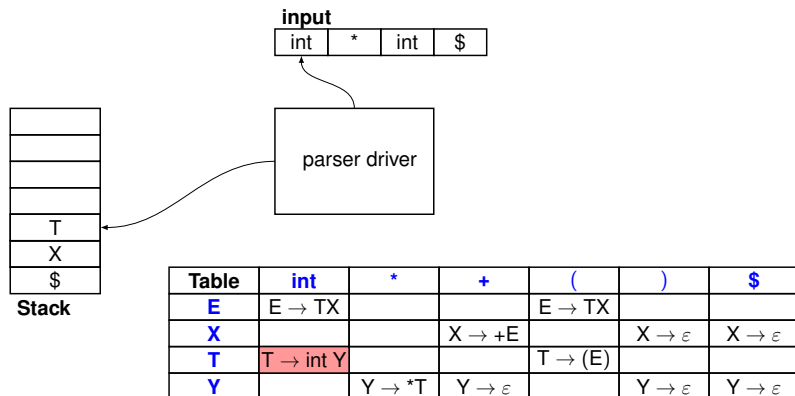 input
int * int $
parser driver
T
X
$
Stack
Table int * + ( ) $
E E → TX E → TX
X X → +E X → ε X → ε
T T → int Y T → (E)
Y Y → *T Y → ε Y → ε Y → ε